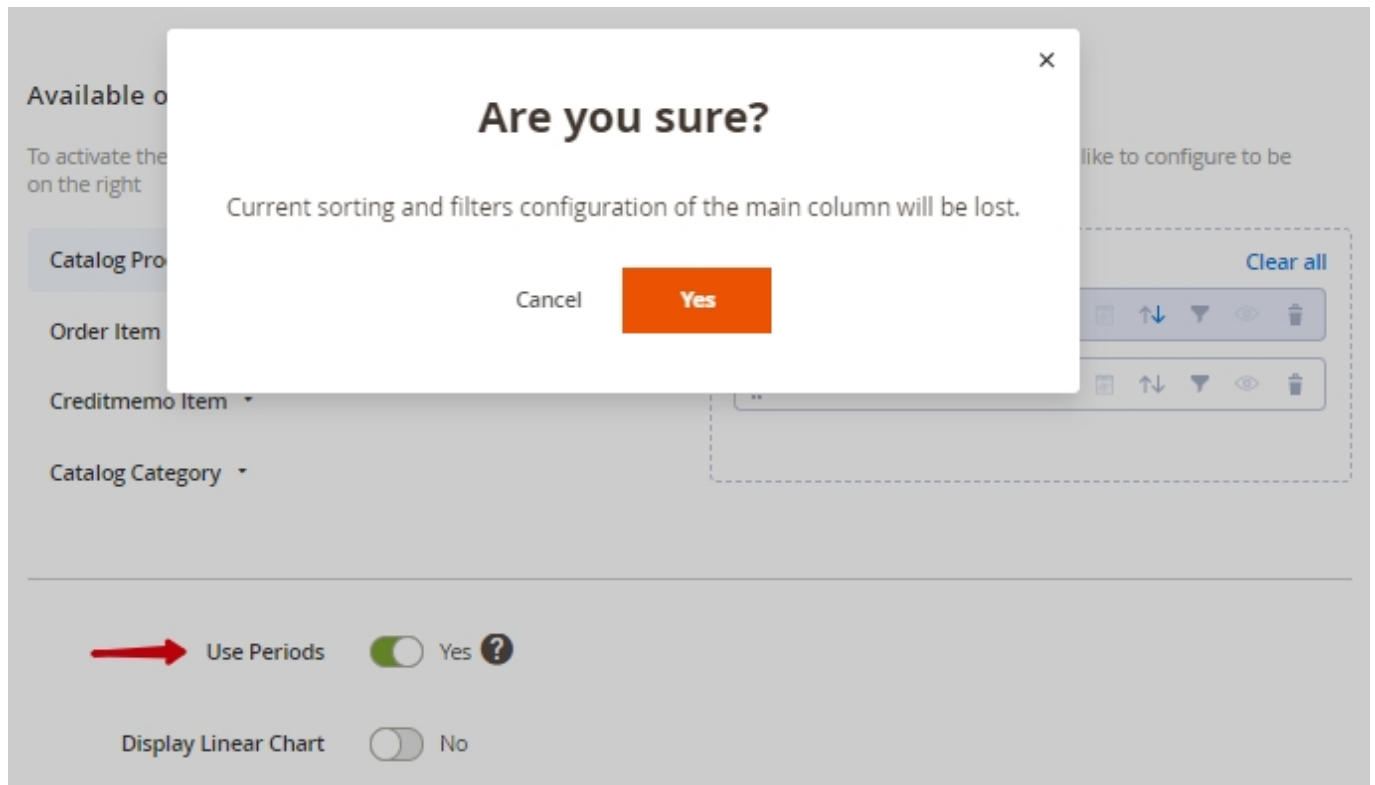 ×
Are you sure?
Available o
To activate the
like to configure to be
on the right
Current sorting and filters configuration of the main column will be lost.
Catalog Pro
Clear all
Cancel
Yes
Order Item
Creditmemo Item
Catalog Category
Use Periods Yes ?
Display Linear Chart No